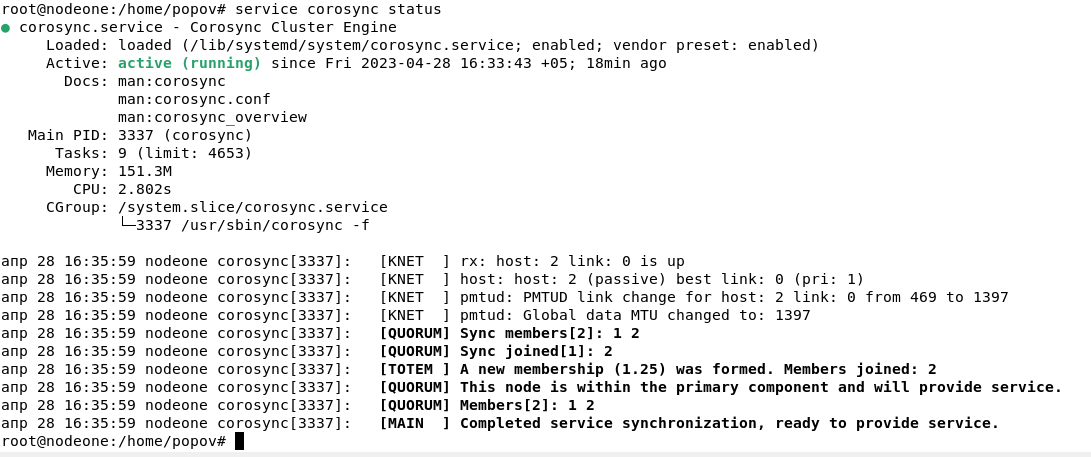 root@nodeone:/home/popov# service corosync status
● corosync.service - Corosync Cluster Engine
     Loaded: loaded (/lib/systemd/system/corosync.service; enabled; vendor preset: enabled)
     Active: active (running) since Fri 2023-04-28 16:33:43 +05; 18min ago
       Docs: man:corosync
             man:corosync.conf
             man:corosync_overview
   Main PID: 3337 (corosync)
      Tasks: 9 (limit: 4653)
     Memory: 151.3M
        CPU: 2.802s
     CGroup: /system.slice/corosync.service
             └─3337 /usr/sbin/corosync -f

апр 28 16:35:59 nodeone corosync[3337]:   [KNET  ] rx: host: 2 link: 0 is up
апр 28 16:35:59 nodeone corosync[3337]:   [KNET  ] host: host: 2 (passive) best link: 0 (pri: 1)
апр 28 16:35:59 nodeone corosync[3337]:   [KNET  ] pmtud: PMTUD link change for host: 2 link: 0 from 469 to 1397
апр 28 16:35:59 nodeone corosync[3337]:   [KNET  ] pmtud: Global data MTU changed to: 1397
апр 28 16:35:59 nodeone corosync[3337]:   [QUORUM] Sync members[2]: 1 2
апр 28 16:35:59 nodeone corosync[3337]:   [QUORUM] Sync joined[1]: 2
апр 28 16:35:59 nodeone corosync[3337]:   [TOTEM ] A new membership (1.25) was formed. Members joined: 2
апр 28 16:35:59 nodeone corosync[3337]:   [QUORUM] This node is within the primary component and will provide service.
апр 28 16:35:59 nodeone corosync[3337]:   [QUORUM] Members[2]: 1 2
апр 28 16:35:59 nodeone corosync[3337]:   [MAIN  ] Completed service synchronization, ready to provide service.
root@nodeone:/home/popov#